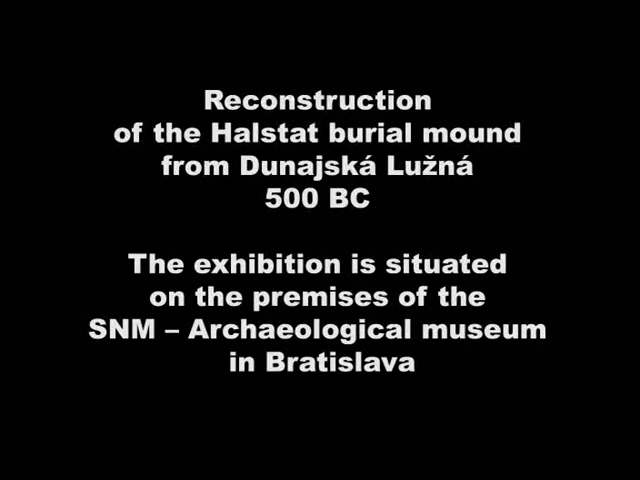 Reconstruction
of the Halstat burial mound
from Dunajská Lužná
500 BC
The exhibition is situated
on the premises of the
SNM – Archaeological museum
in Bratislava